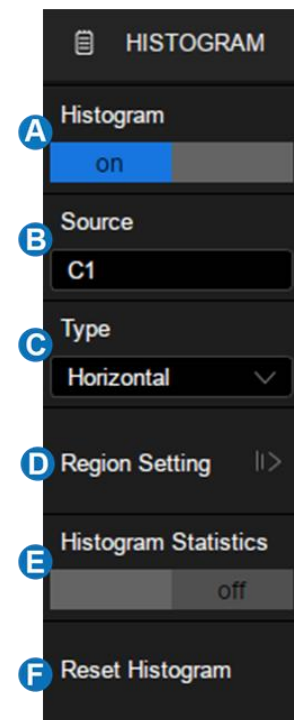 HISTOGRAM
A
Histogram
on
B
Source
C1
C
Type
Horizontal
D
Region Setting
E
Histogram Statistics
off
F
Reset Histogram